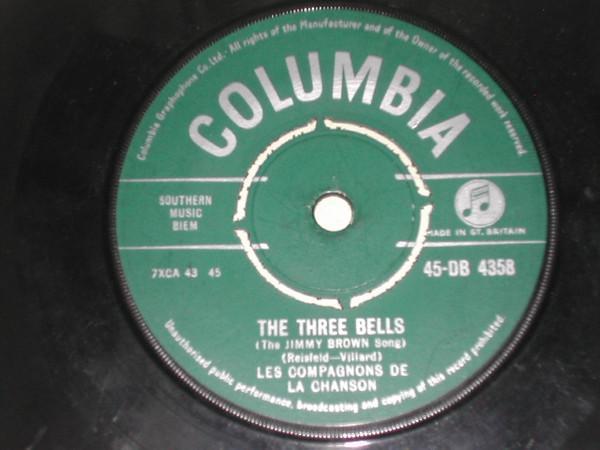 Columbia Graphophone Co. Ltd. · All rights of the Manufacturer and of the Owner of the recorded work reserved.
COLUMBIA
SOUTHERN
MUSIC
BIEM
MADE IN GT. BRITAIN
7XCA 43 45
45-DB 4358
THE THREE BELLS
(The JIMMY BROWN Song)
(Reisfeld—Villard)
LES COMPAGNONS DE
LA CHANSON
Unauthorised public performance, broadcasting and copying of this record prohibited.